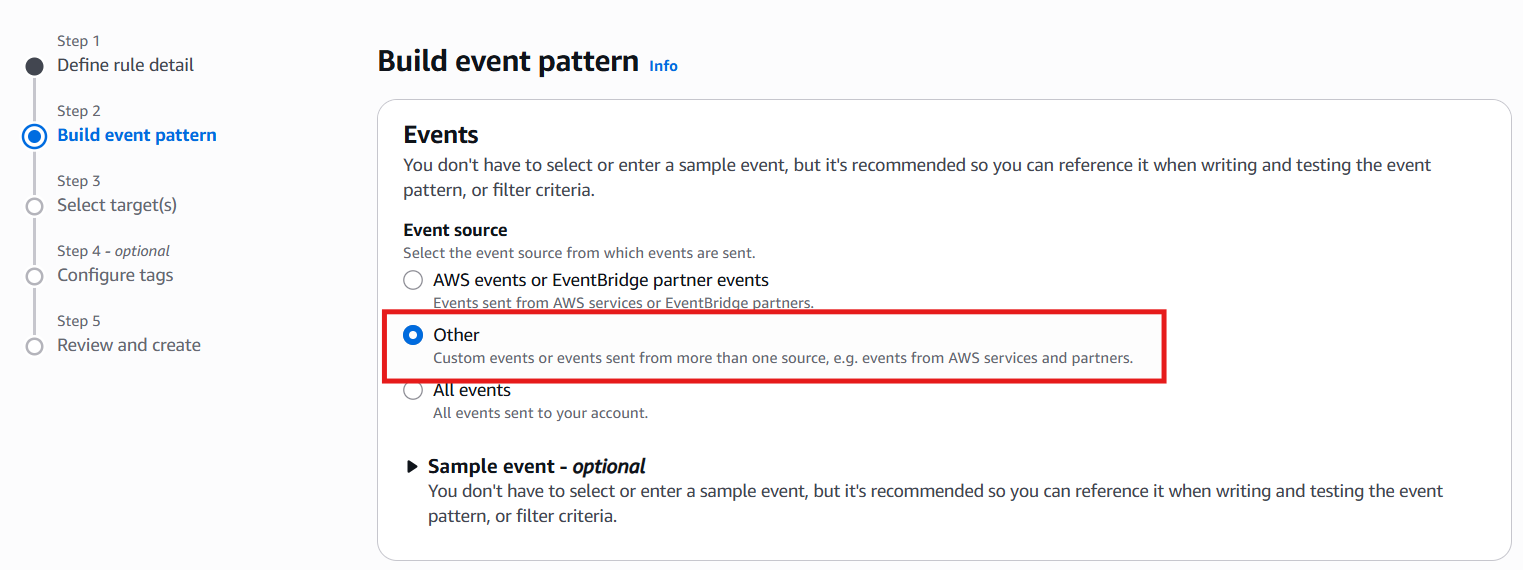 Step 1
Define rule detail
Step 2
Build event pattern
Step 3
Select target(s)
Step 4 - optional
Configure tags
Step 5
Review and create
Build event pattern Info
Events
You don't have to select or enter a sample event, but it's recommended so you can reference it when writing and testing the event
pattern, or filter criteria.
Event source
Select the event source from which events are sent.
AWS events or EventBridge partner events
Events sent from AWS services or EventBridge partners.
Other
Custom events or events sent from more than one source, e.g. events from AWS services and partners.
All events
All events sent to your account.
Sample event - optional
You don't have to select or enter a sample event, but it's recommended so you can reference it when writing and testing the event
pattern, or filter criteria.